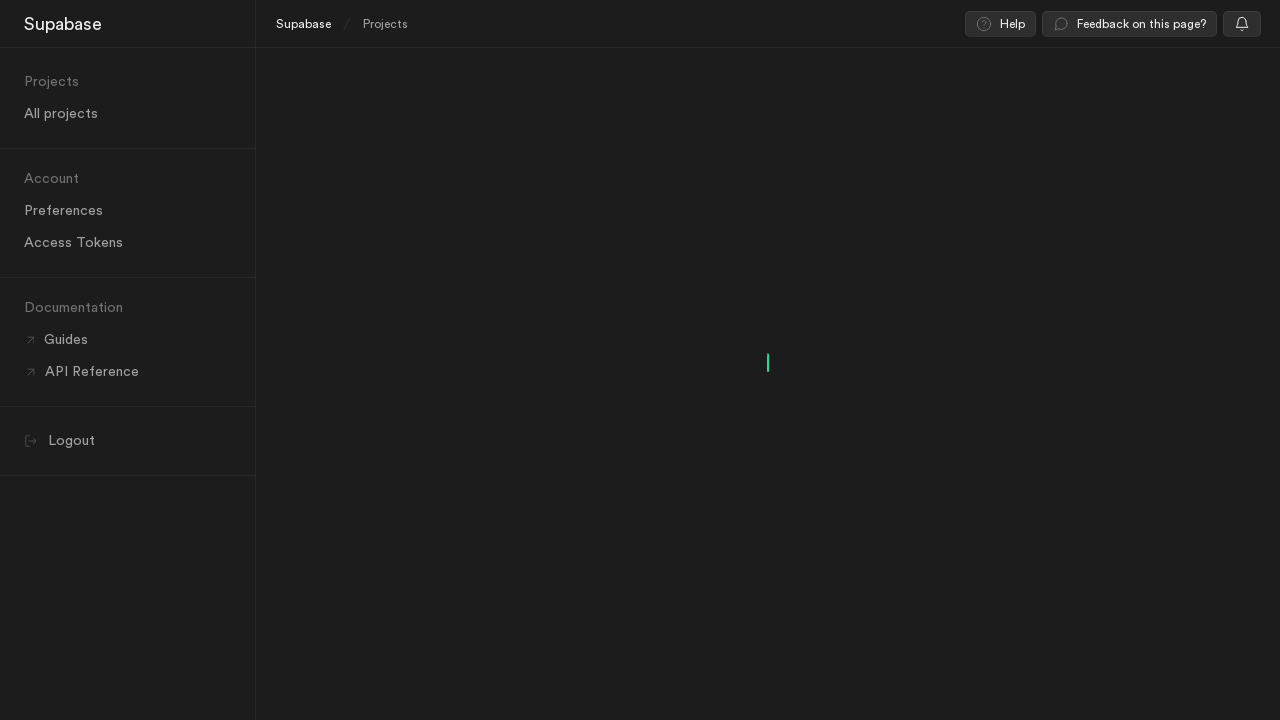 Supabase
Supabase / Projects
Help
Feedback on this page?
Projects
All projects
Account
Preferences
Access Tokens
Documentation
Guides
API Reference
Logout